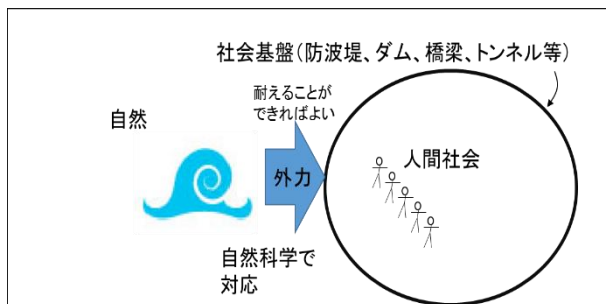 社会基盤(防波堤、ダム、橋梁、トンネル等)
耐えることが
できればよい
自然
人間社会
外力
自然科学で
対応